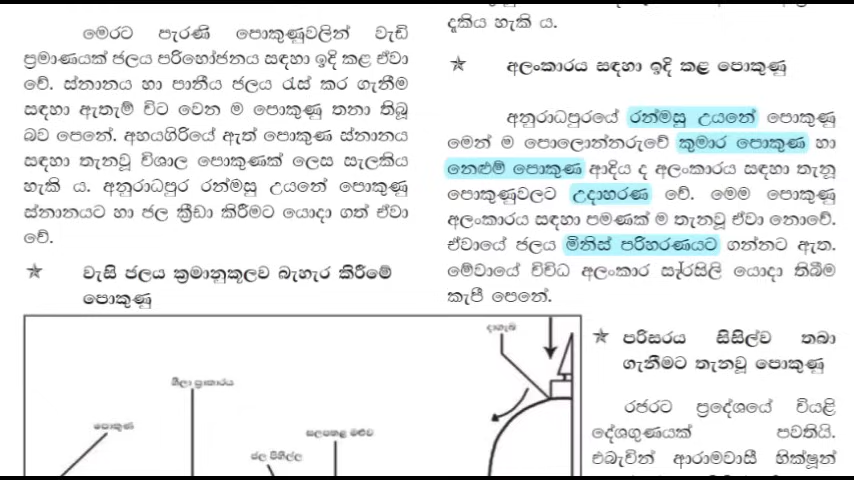 මෙරට පැරණි පොකුණුවලින් වැඩි
ප්‍රමාණයක් ජලය පරිභෝජනය සඳහා ඉදි කළ ඒවා
වේ. ස්නානය හා පානීය ජලය රැස් කර ගැනීම
සඳහා ඇතැම් විට වෙන ම පොකුණු තනා තිබූ
බව පෙනේ. අභයගිරියේ ඇත් පොකුණ ස්නානය
සඳහා තැනවූ විශාල පොකුණක් ලෙස සැලකිය
හැකි ය. අනුරාධපුර රන්මසු උයනේ පොකුණු
ස්නානයට හා ජල ක්‍රීඩා කිරීමට යොදා ගත් ඒවා
වේ.
☆ වැසි ජලය ක්‍රමානුකූලව බැහැර කිරීමේ
පොකුණු
දාගැබ
ශිලා ප්‍රාකාරය
පොකුණ
සලපතළ මළුව
ජල පිහිල්ල
දැකිය හැකි ය.
☆ අලංකාරය සඳහා ඉදි කළ පොකුණු
අනුරාධපුරයේ රන්මසු උයනේ පොකුණු
මෙන් ම පොලොන්නරුවේ කුමාර පොකුණ හා
නෙළුම් පොකුණ ආදිය ද අලංකාරය සඳහා තැනූ
පොකුණුවලට උදාහරණ වේ. මෙම පොකුණු
අලංකාරය සඳහා පමණක් ම තැනවූ ඒවා නොවේ.
ඒවායේ ජලය මිනිස් පරිහරණයට ගන්නට ඇත.
මේවායේ විවිධ අලංකාර සැරසිලි යොදා තිබීම
කැපී පෙනේ.
☆ පරිසරය සිසිල්ව තබා
ගැනීමට තැනවූ පොකුණු
රජරට ප්‍රදේශයේ වියළි
දේශගුණයක් පවතියි.
එබැවින් ආරාමවාසී භික්ෂූන්